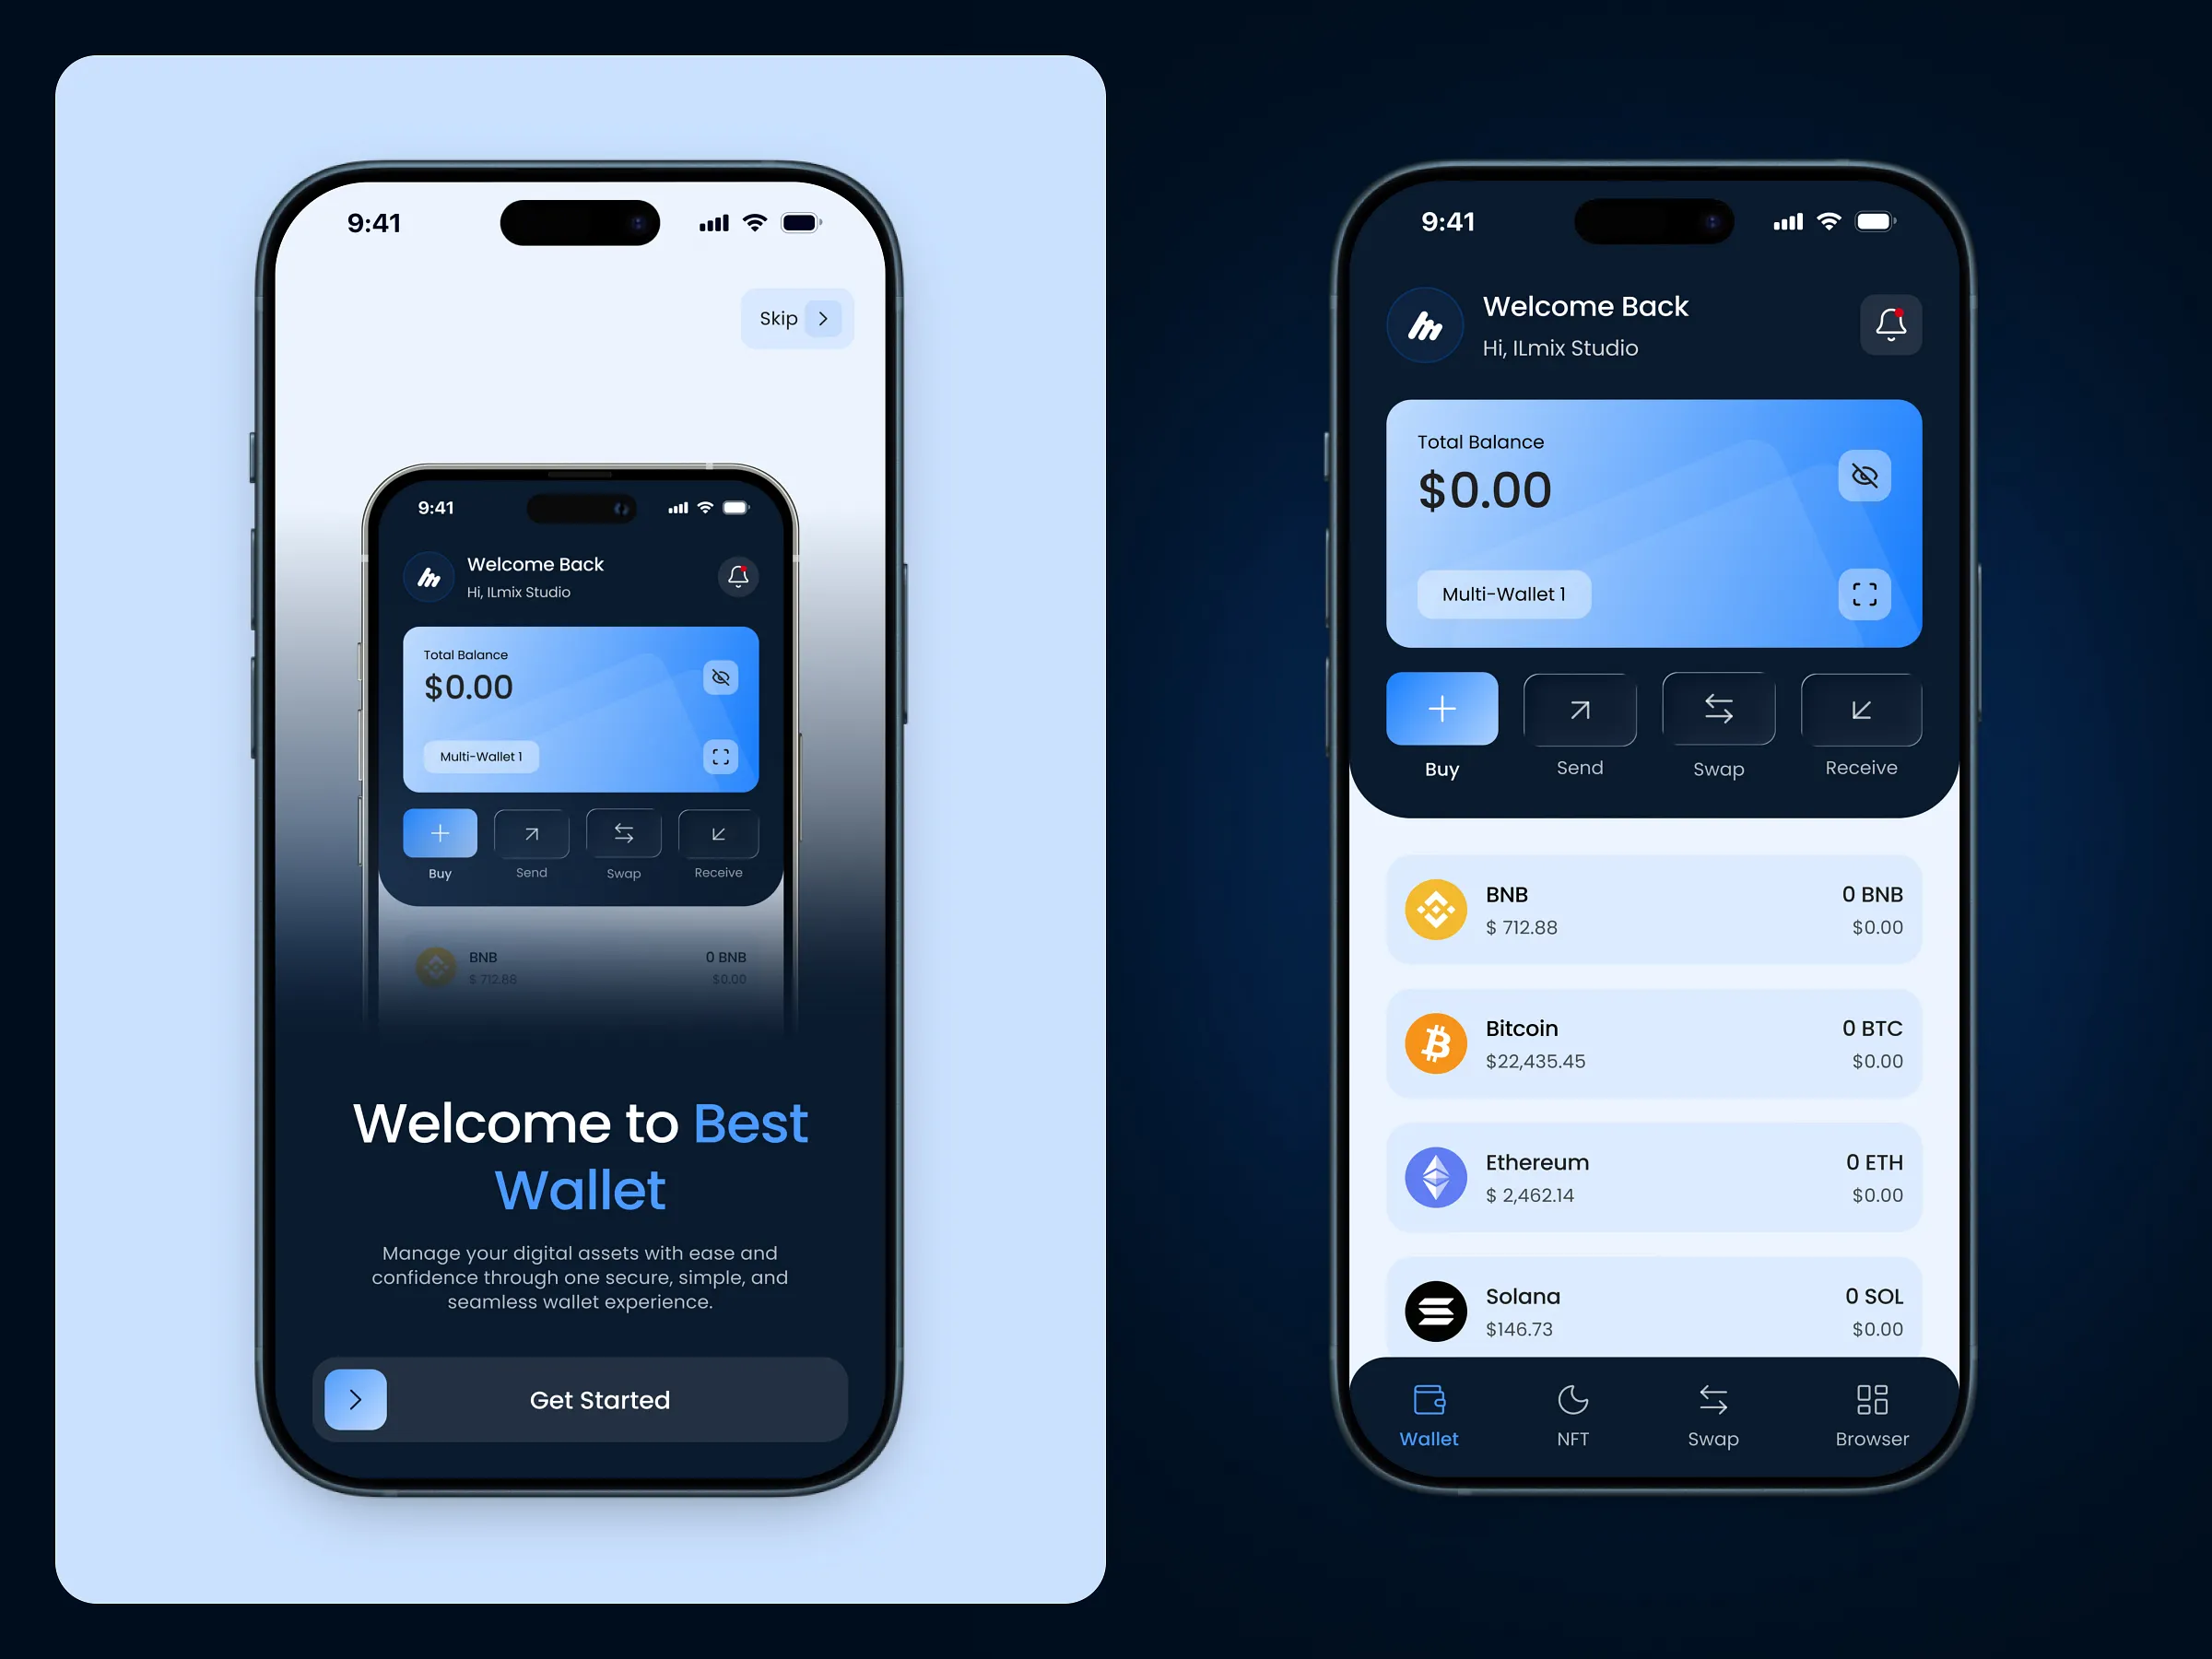 9:41
Skip
9:41
Welcome Back
Hi, ILmix Studio
Total Balance
$0.00
Multi-Wallet 1
Buy
Send
Swap
Receive
BNB
0 BNB
$ 712.88
$0.00
Welcome to Best
Wallet
Manage your digital assets with ease and
confidence through one secure, simple, and
seamless wallet experience.
Get Started
9:41
Welcome Back
Hi, ILmix Studio
Total Balance
$0.00
Multi-Wallet 1
Buy
Send
Swap
Receive
BNB
0 BNB
$ 712.88
$0.00
Bitcoin
0 BTC
$22,435.45
$0.00
Ethereum
0 ETH
$ 2,462.14
$0.00
Solana
0 SOL
$146.73
$0.00
Wallet
NFT
Swap
Browser